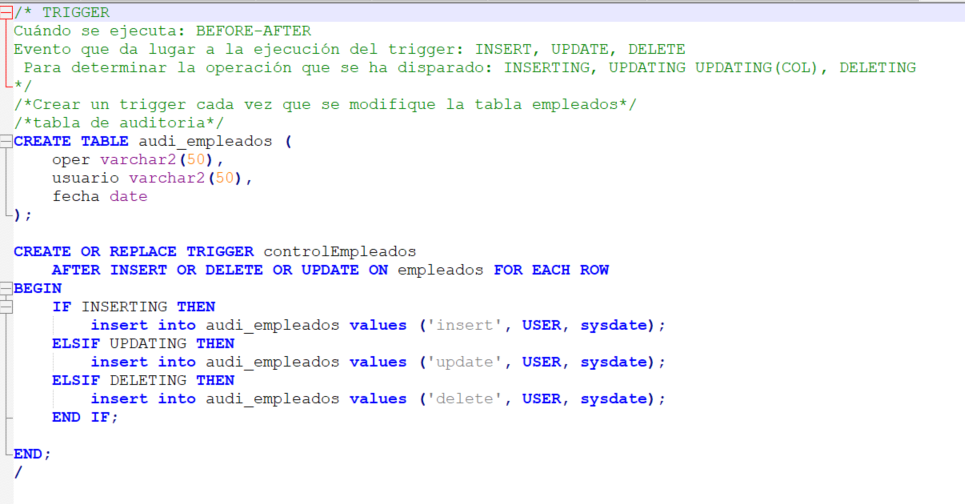 /* TRIGGER
Cuándo se ejecuta: BEFORE-AFTER
Evento que da lugar a la ejecución del trigger: INSERT, UPDATE, DELETE
 Para determinar la operación que se ha disparado: INSERTING, UPDATING UPDATING(COL), DELETING
*/
/*Crear un trigger cada vez que se modifique la tabla empleados*/
/*tabla de auditoria*/
CREATE TABLE audi_empleados (
    oper varchar2(50),
    usuario varchar2(50),
    fecha date
);

CREATE OR REPLACE TRIGGER controlEmpleados
    AFTER INSERT OR DELETE OR UPDATE ON empleados FOR EACH ROW
BEGIN
    IF INSERTING THEN
        insert into audi_empleados values ('insert', USER, sysdate);
    ELSIF UPDATING THEN
        insert into audi_empleados values ('update', USER, sysdate);
    ELSIF DELETING THEN
        insert into audi_empleados values ('delete', USER, sysdate);
    END IF;

END;
/